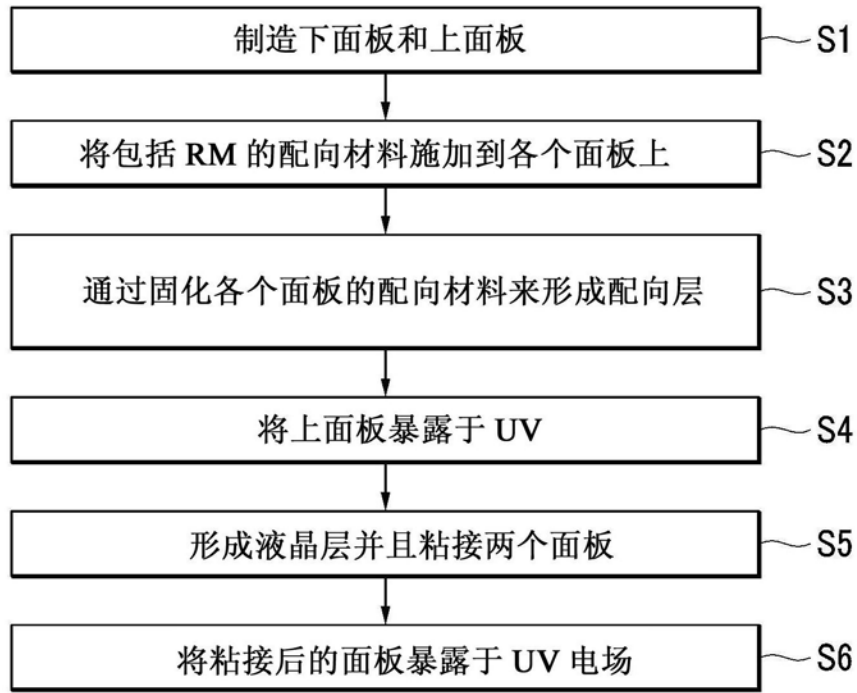 制造下面板和上面板 S1
将包括 RM 的配向材料施加到各个面板上 S2
通过固化各个面板的配向材料来形成配向层 S3
将上面板暴露于 UV S4
形成液晶层并且粘接两个面板 S5
将粘接后的面板暴露于 UV 电场 S6